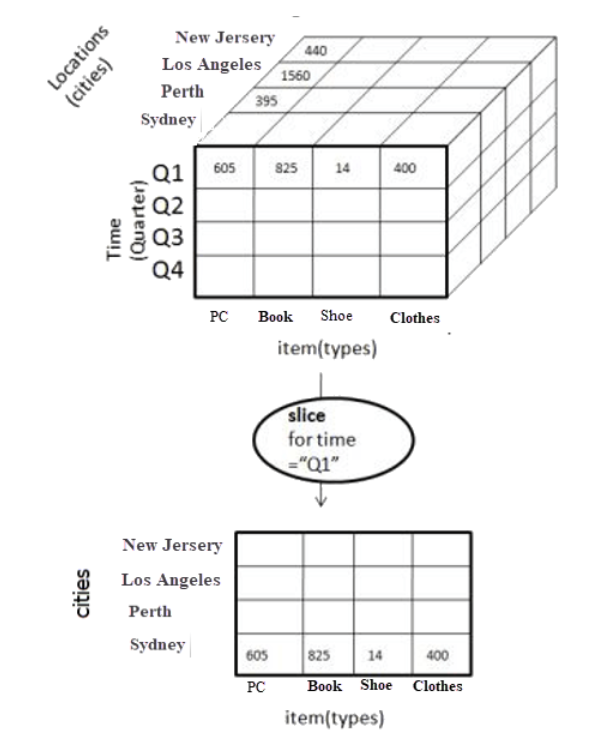 New Jersery
Los Angeles
Perth
Sydney
Locations
(cities)
440
1560
395
Q1 605 825 14 400
Q2
Q3
Q4
Time
(Quarter)
PC Book Shoe Clothes
item(types)
slice
for time
="Q1"
New Jersery
Los Angeles
Perth
Sydney 605 825 14 400
cities
PC Book Shoe Clothes
item(types)